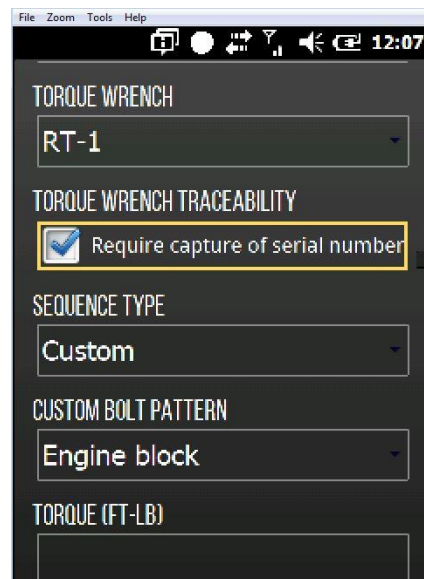 File Zoom Tools Help
12:07
TORQUE WRENCH
RT-1
TORQUE WRENCH TRACEABILITY
Require capture of serial number
SEQUENCE TYPE
Custom
CUSTOM BOLT PATTERN
Engine block
TORQUE (FT-LB)